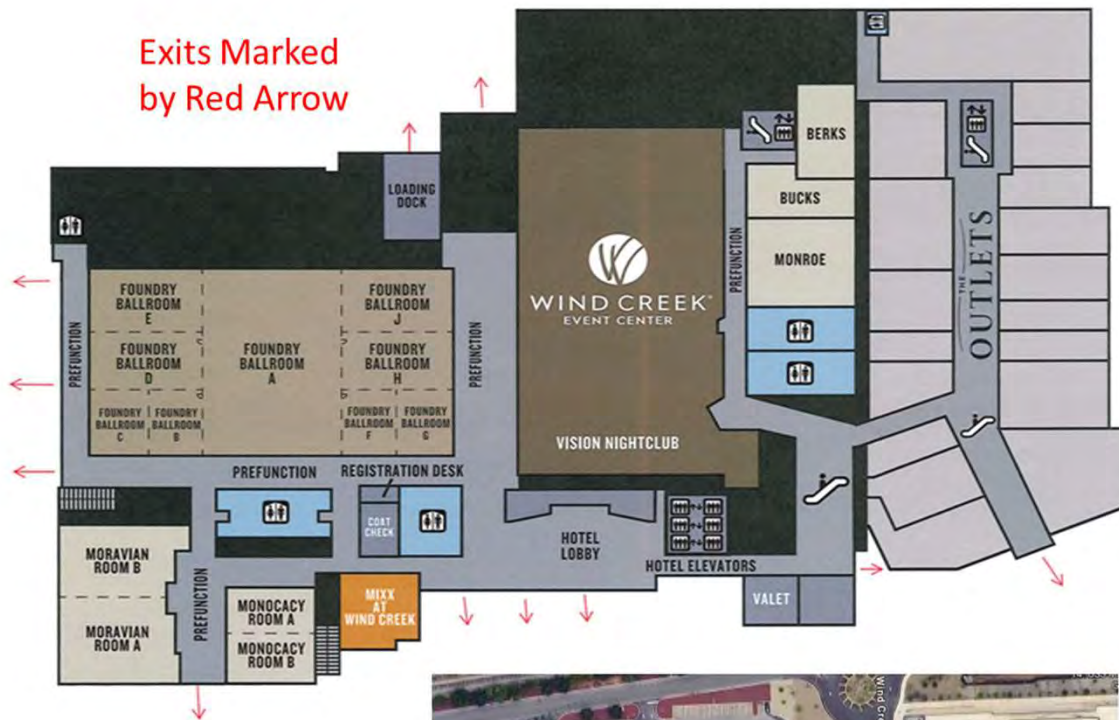 Exits Marked
by Red Arrow
LOADING
DOCK
BERKS
BUCKS
MONROE
PREFUNCTION
THE
OUTLETS
WIND CREEK
EVENT CENTER
VISION NIGHTCLUB
PREFUNCTION
FOUNDRY
BALLROOM
E
FOUNDRY
BALLROOM
J
FOUNDRY
BALLROOM
D
FOUNDRY
BALLROOM
A
FOUNDRY
BALLROOM
H
FOUNDRY
BALLROOM
C
FOUNDRY
BALLROOM
B
FOUNDRY
BALLROOM
F
FOUNDRY
BALLROOM
G
PREFUNCTION
PREFUNCTION
REGISTRATION DESK
COAT
CHECK
HOTEL
LOBBY
HOTEL ELEVATORS
VALET
MORAVIAN
ROOM B
MORAVIAN
ROOM A
PREFUNCTION
MONOCACY
ROOM A
MONOCACY
ROOM B
MIXX
AT
WIND CREEK